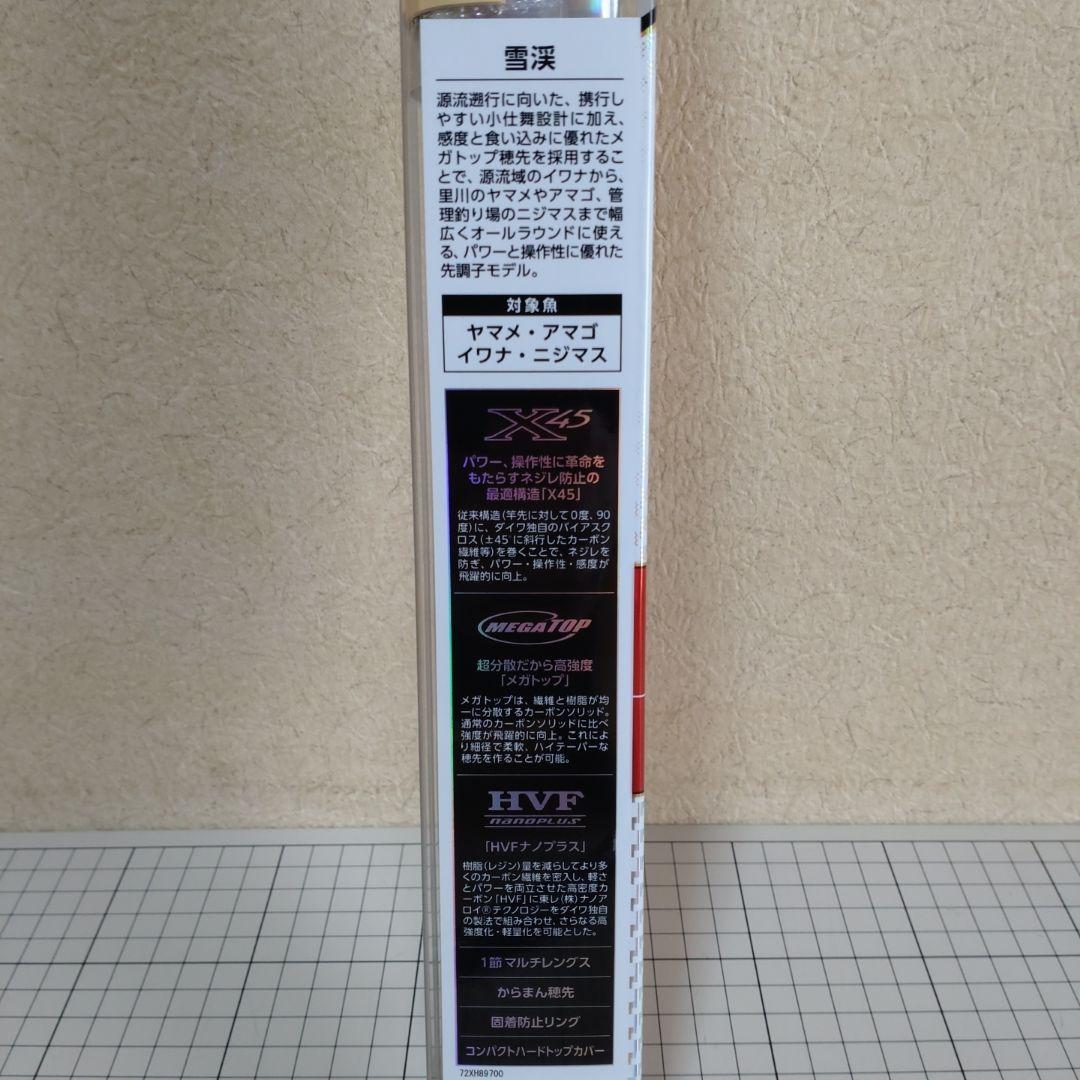 雪渓
源流遡行に向いた、携行し
やすい小仕舞設計に加え、
感度と食い込みに優れたメ
ガトップ穂先を採用するこ
とで、源流域のイワナから、
里川のヤマメやアマゴ、管
理釣り場のニジマスまで幅
広くオールラウンドに使え
る、パワーと操作性に優れた
先調子モデル。
対象魚
ヤマメ・アマゴ
イワナ・ニジマス
X45
パワー、操作性に革命を
もたらすネジレ防止の
最適構造「X45」
従来構造(竿先に対して0度、90
度)に、ダイワ独自のバイアスク
ロス(±45°に斜行したカーボン
繊維等)を巻くことで、ネジレを
防ぎ、パワー・操作性・感度が
飛躍的に向上。
MEGATOP
超分散だから高強度
「メガトップ」
メガトップは、繊維と樹脂が均
一に分散するカーボンソリッド。
通常のカーボンソリッドに比べ
強度が飛躍的に向上。これによ
り細径で柔軟、ハイテーパーな
穂先を作ることが可能。
HVF
nanoPLUS
「HVFナノプラス」
樹脂(レジン)量を減らしてより多
くのカーボン繊維を密入し、軽さ
とパワーを両立させた高密度カ
ーボン「HVF」に東レ(株)ナノア
ロイ®テクノロジーをダイワ独自
の製法で組み合わせ、さらなる高
強度化・軽量化を可能とした。
1節マルチレングス
からまん穂先
固着防止リング
コンパクトハードトップカバー
72XH89700